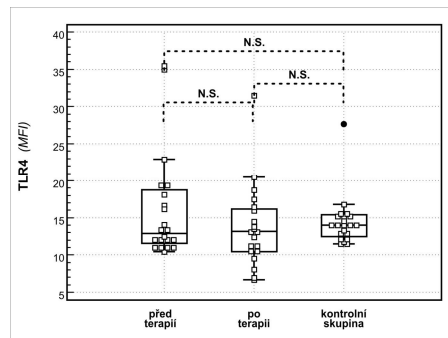 40
35
30
25
20
15
10
5
TLR4 (MFI)
N.S.
N.S.
N.S.
před
terapií
po
terapii
kontrolní
skupina